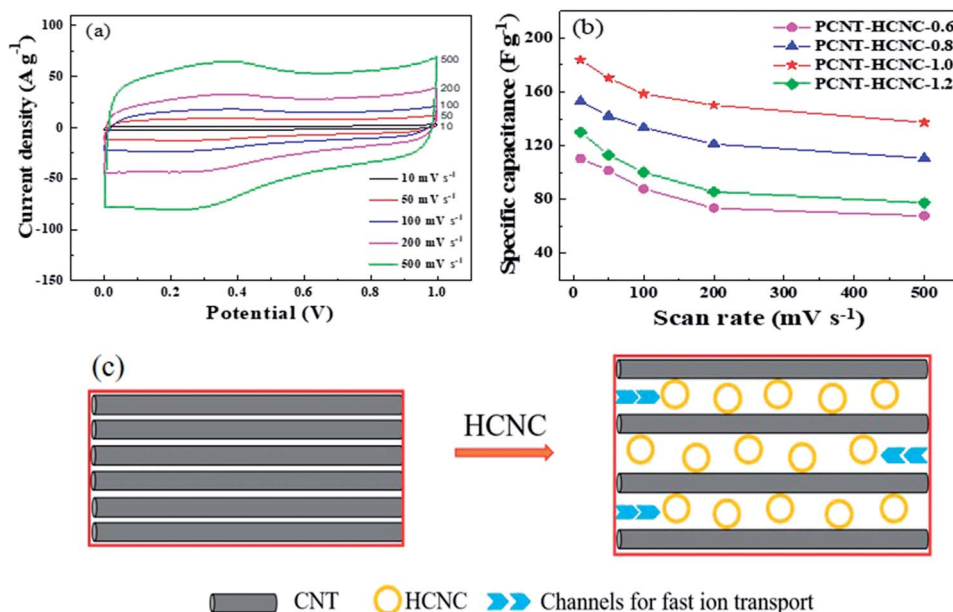 (a)
Current density (A g⁻¹)
100
50
0
-50
-100
-150
500
200
100
50
10
10 mV s⁻¹
50 mV s⁻¹
100 mV s⁻¹
200 mV s⁻¹
500 mV s⁻¹
0.0 0.2 0.4 0.6 0.8 1.0
Potential (V)
(b)
Specific capacitance (F g⁻¹)
200
160
120
80
40
PCNT-HCNC-0.6
PCNT-HCNC-0.8
PCNT-HCNC-1.0
PCNT-HCNC-1.2
0 100 200 300 400 500
Scan rate (mV s⁻¹)
(c)
HCNC
CNT HCNC Channels for fast ion transport